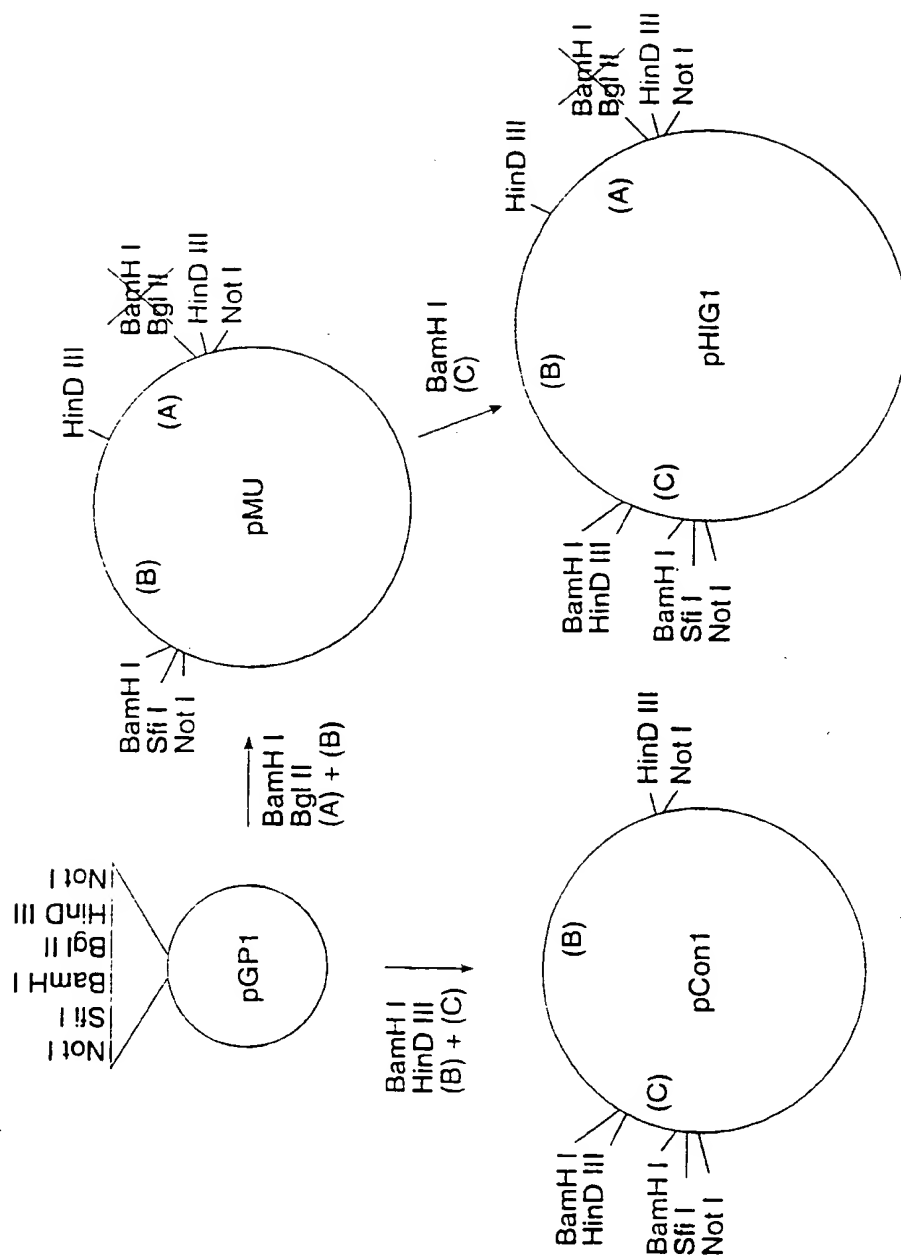 Not I
Sfi I
BamH I
Bgl II
HinD III
Not I
pGP1
BamH I
Bgl II
(A) + (B)
BamH I
Sfi I
Not I
(B)
HinD III
(A)
BamH I
Bgl II
HinD III
Not I
pMU
BamH I
HinD III
(B) + (C)
BamH I
(C)
BamH I
HinD III
(C)
BamH I
Sfi I
Not I
(B)
HinD III
Not I
pCon1
BamH I
HinD III
(C)
BamH I
Sfi I
Not I
(B)
HinD III
(A)
BamH I
Bgl II
HinD III
Not I
pHIG1